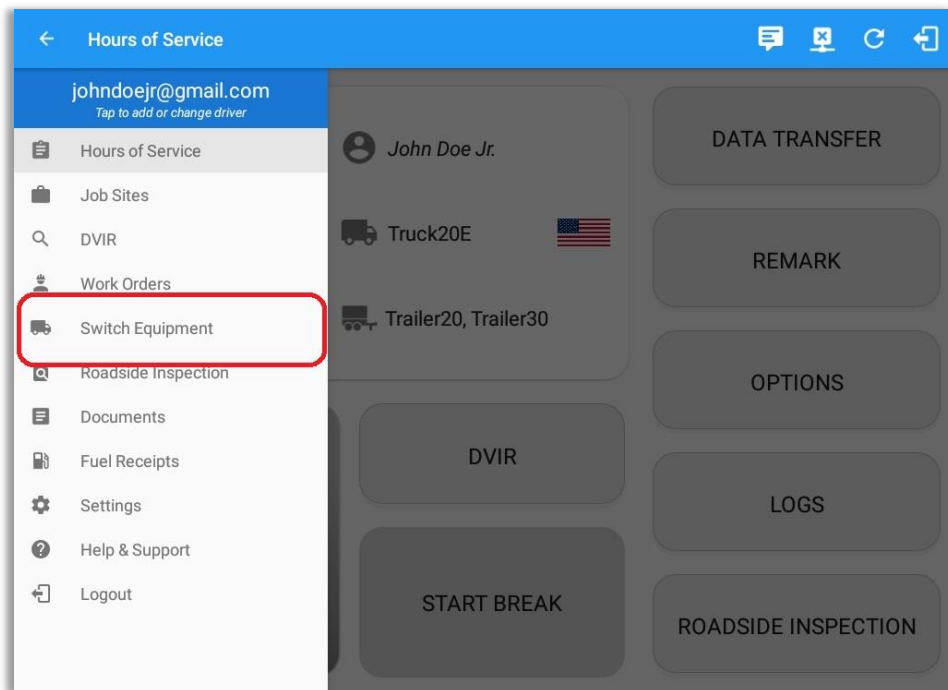 Hours of Service
johndoejr@gmail.com
Tap to add or change driver
Hours of Service
Job Sites
DVIR
Work Orders
Switch Equipment
Roadside Inspection
Documents
Fuel Receipts
Settings
Help & Support
Logout
John Doe Jr.
Truck20E
Trailer20, Trailer30
DVIR
START BREAK
DATA TRANSFER
REMARK
OPTIONS
LOGS
ROADSIDE INSPECTION